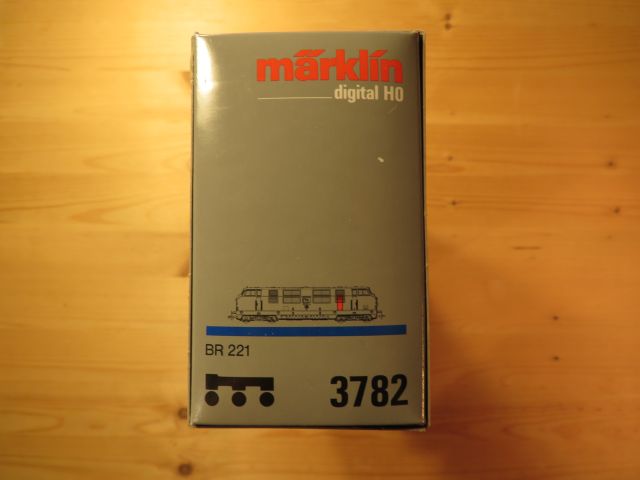 märklin
digital H0
BR 221
3782